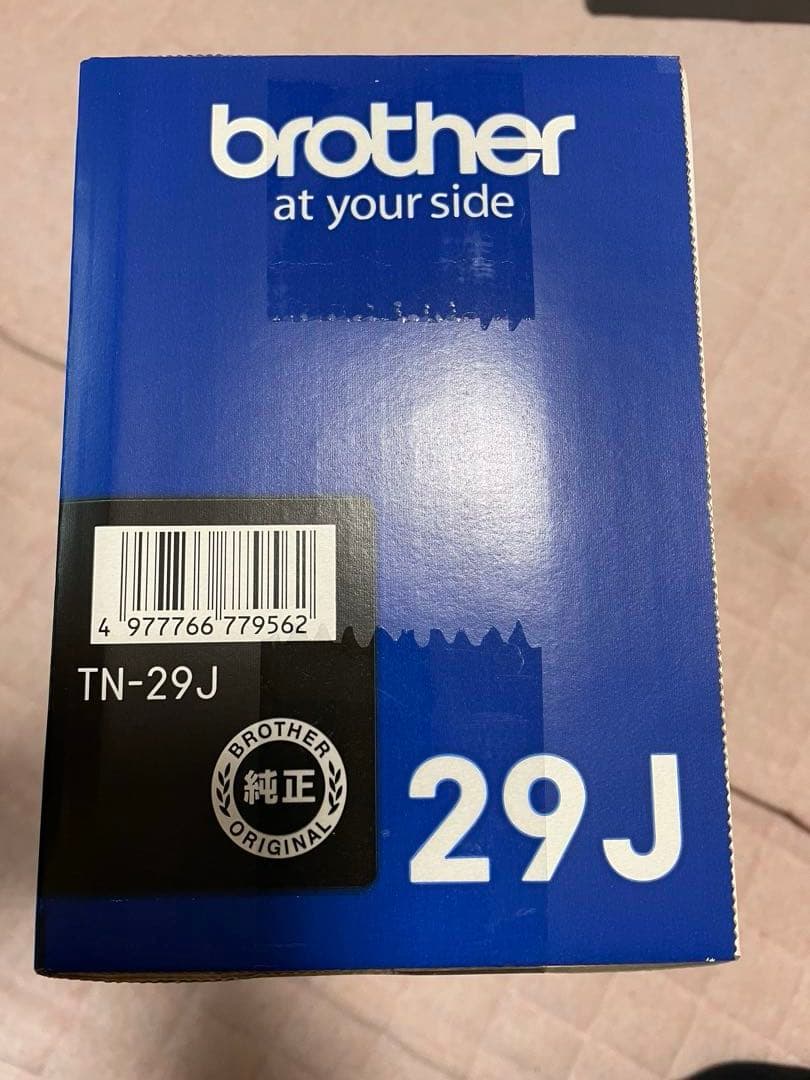 brother
at your side
4 977766 779562
TN-29J
BROTHER
純正
ORIGINAL
29J